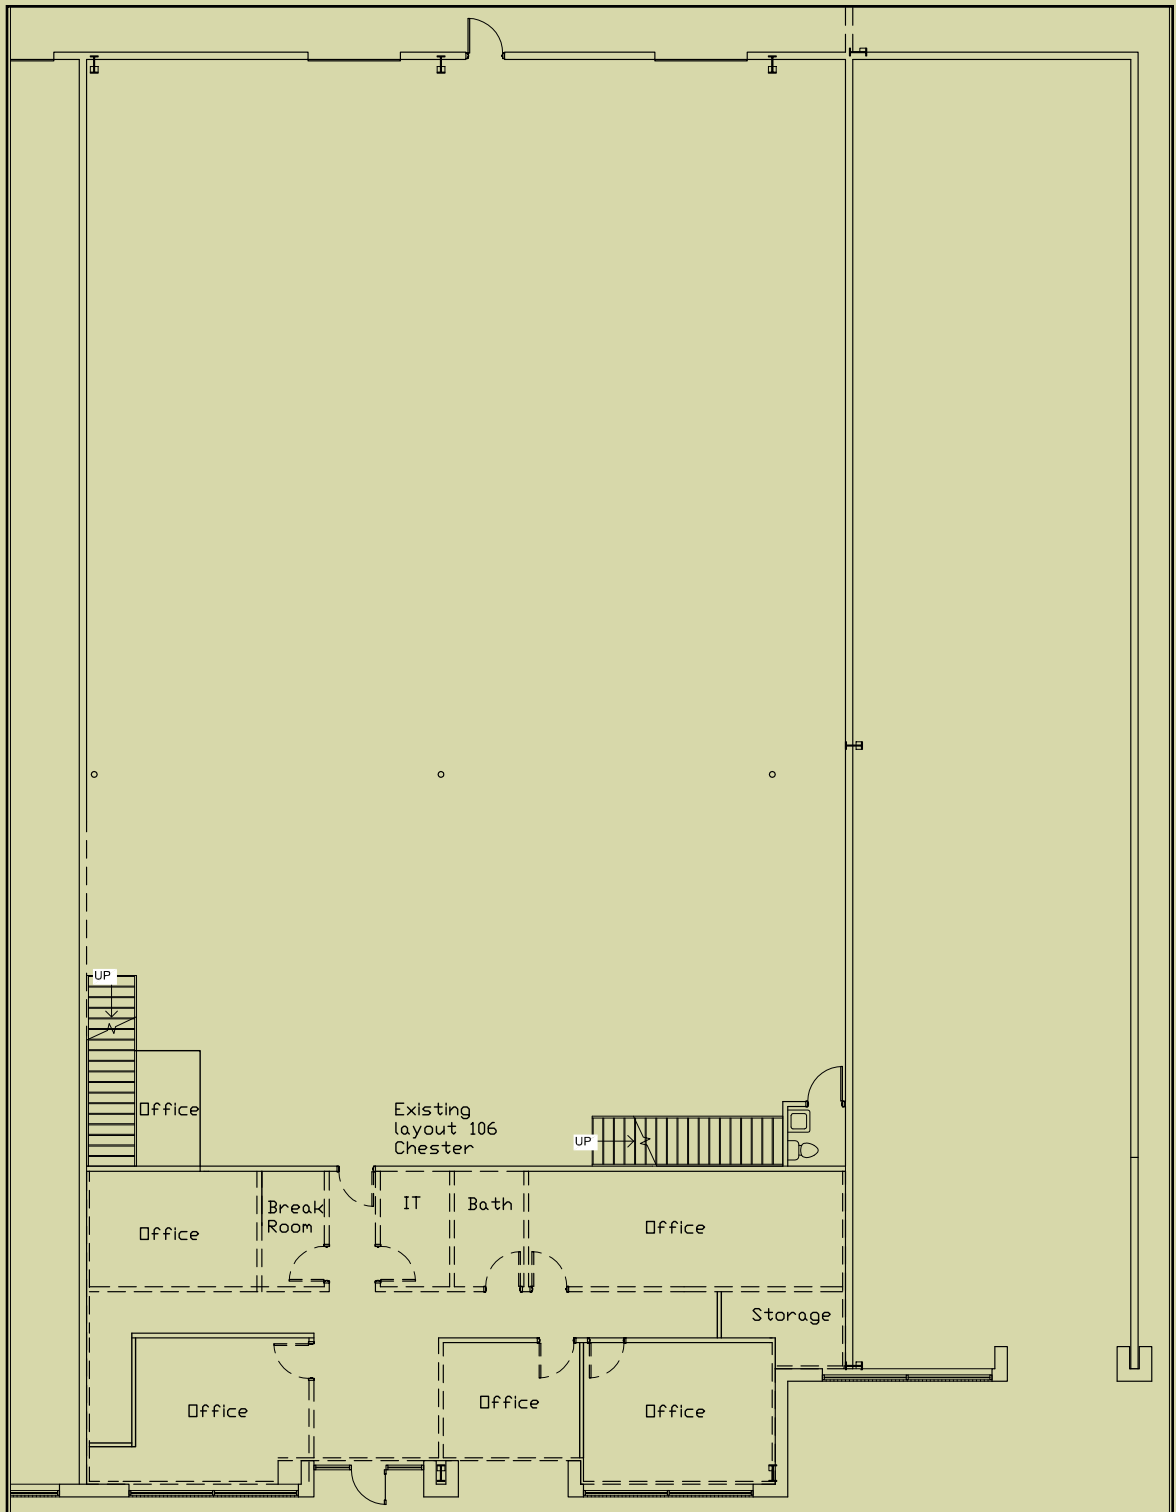 UP
Office
Existing
layout 106
Chester
UP
Office
Break
Room
IT
Bath
Office
Storage
Office
Office
Office